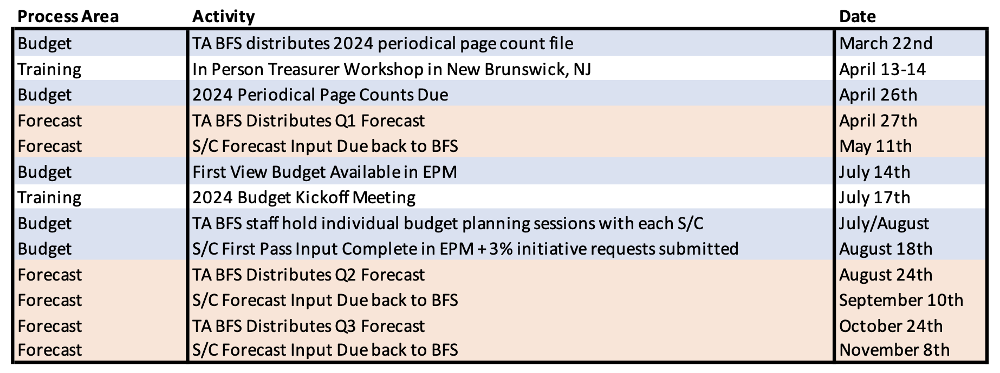 Process Area Activity Date
Budget TA BFS distributes 2024 periodical page count file March 22nd
Training In Person Treasurer Workshop in New Brunswick, NJ April 13-14
Budget 2024 Periodical Page Counts Due April 26th
Forecast TA BFS Distributes Q1 Forecast April 27th
Forecast S/C Forecast Input Due back to BFS May 11th
Budget First View Budget Available in EPM July 14th
Training 2024 Budget Kickoff Meeting July 17th
Budget TA BFS staff hold individual budget planning sessions with each S/C July/August
Budget S/C First Pass Input Complete in EPM + 3% initiative requests submitted August 18th
Forecast TA BFS Distributes Q2 Forecast August 24th
Forecast S/C Forecast Input Due back to BFS September 10th
Forecast TA BFS Distributes Q3 Forecast October 24th
Forecast S/C Forecast Input Due back to BFS November 8th